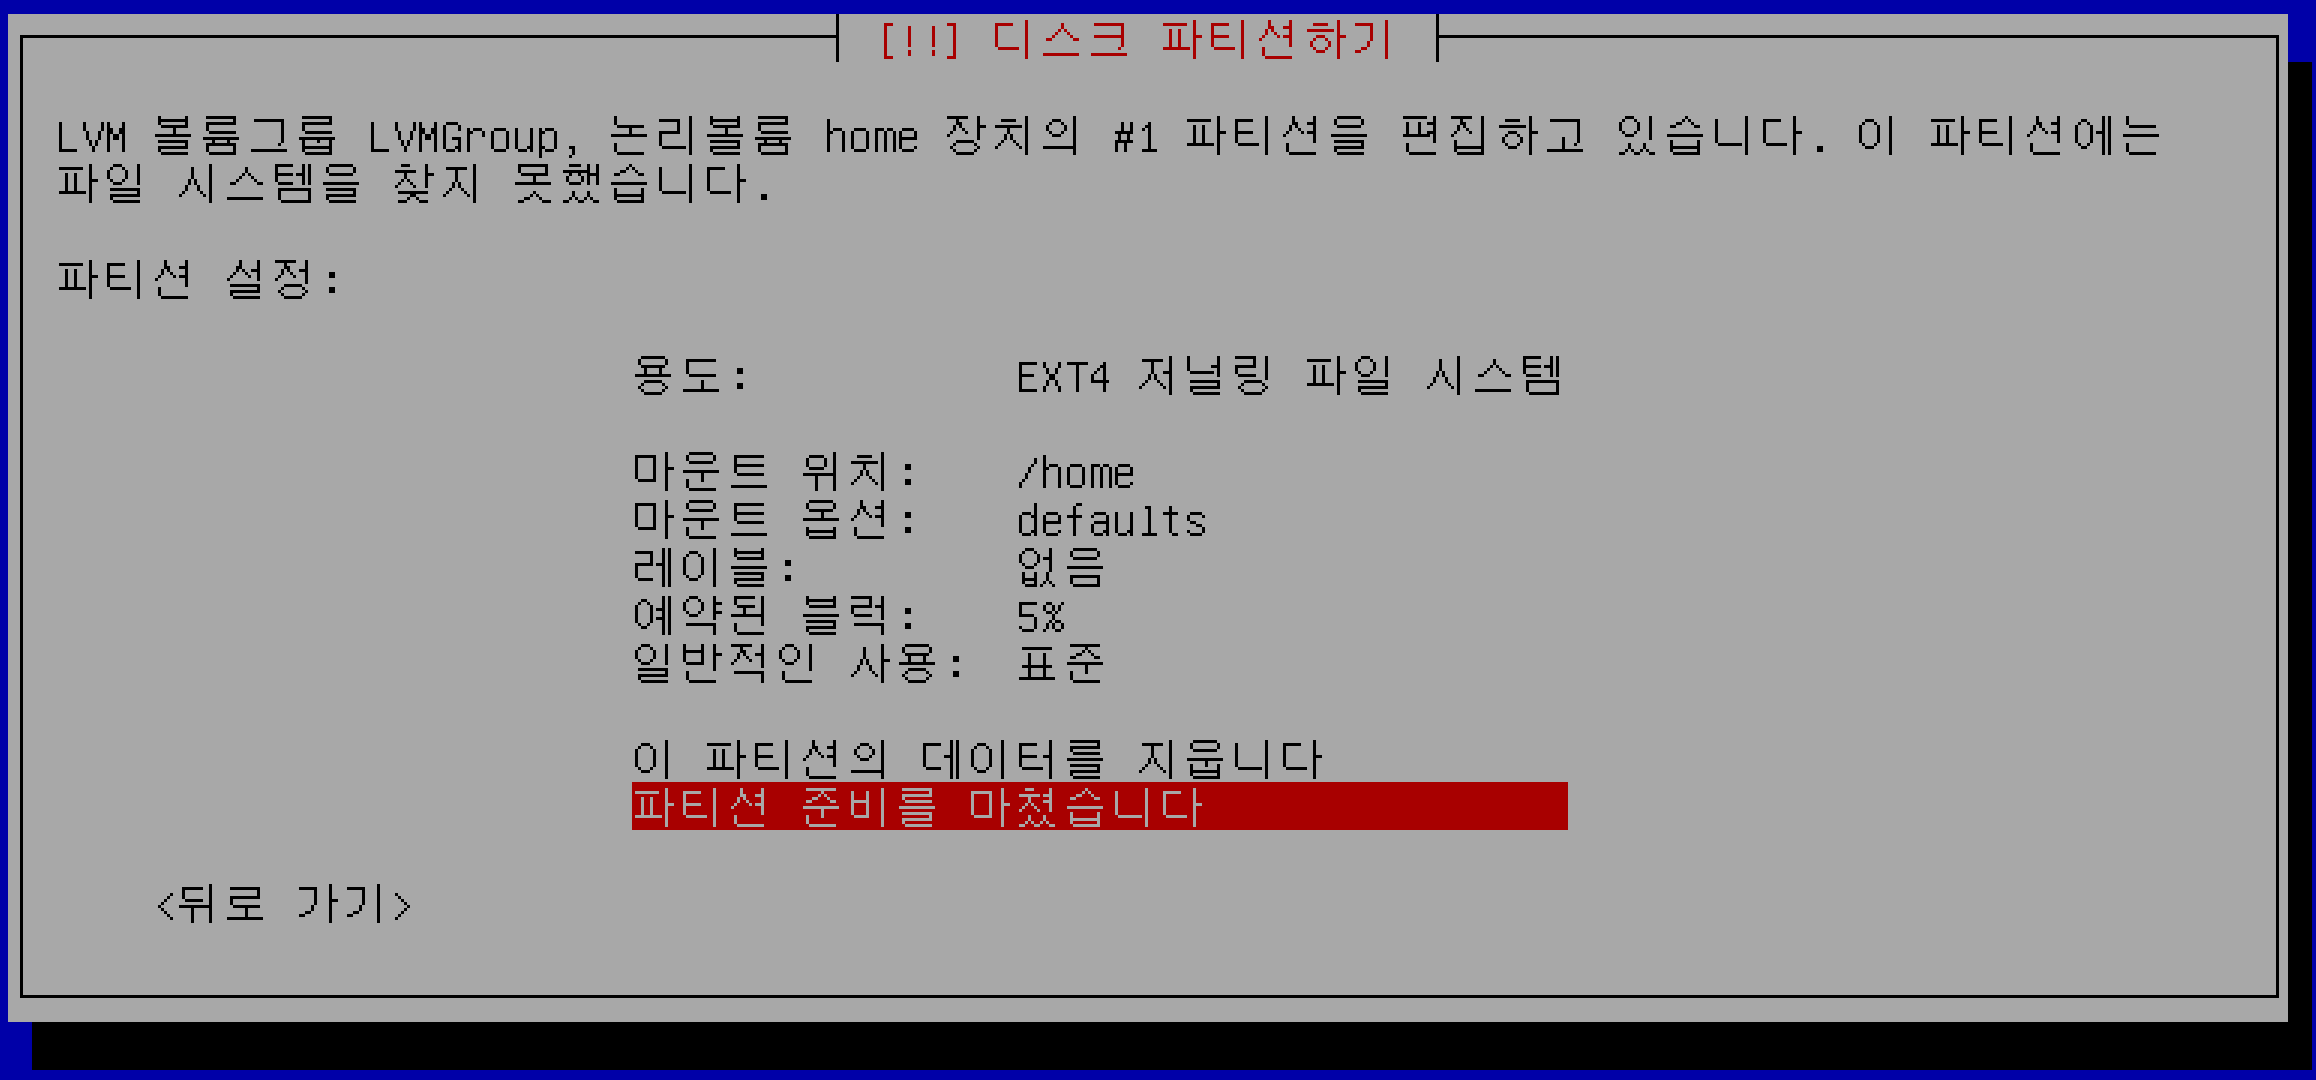 [!!] 디스크 파티션하기
LVM 볼륨그룹 LVMGroup, 논리볼륨 home 장치의 #1 파티션을 편집하고 있습니다. 이 파티션에는
파일 시스템을 찾지 못했습니다.
파티션 설정:
용도: EXT4 저널링 파일 시스템
마운트 위치: /home
마운트 옵션: defaults
레이블: 없음
예약된 블럭: 5%
일반적인 사용: 표준
이 파티션의 데이터를 지웁니다
파티션 준비를 마쳤습니다
<뒤로 가기>